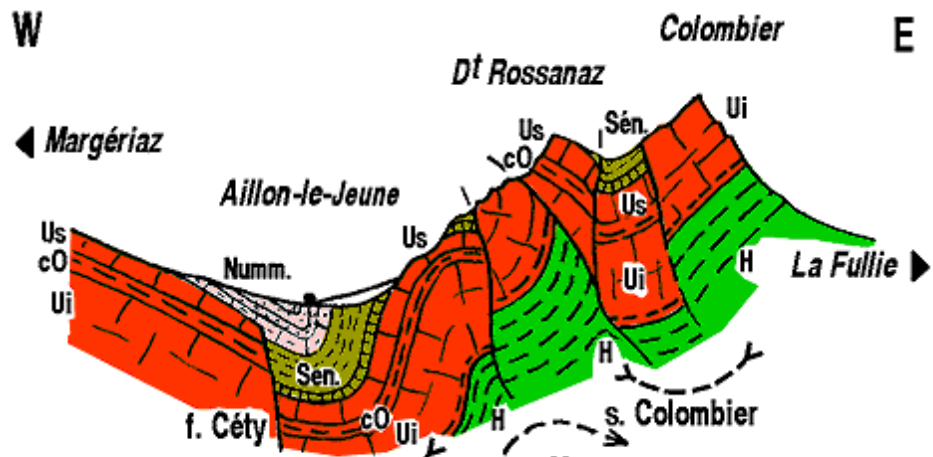 W
Colombier
E
Dᵗ Rossanaz
◀ Margériaz
Us
Sén.
Ui
cO
Aillon-le-Jeune
Us
Us
Us
cO
Numm.
Ui
Ui
H
La Fullie ▶
H
Sen.
f. Céty
cO
Ui
H
s. Colombier